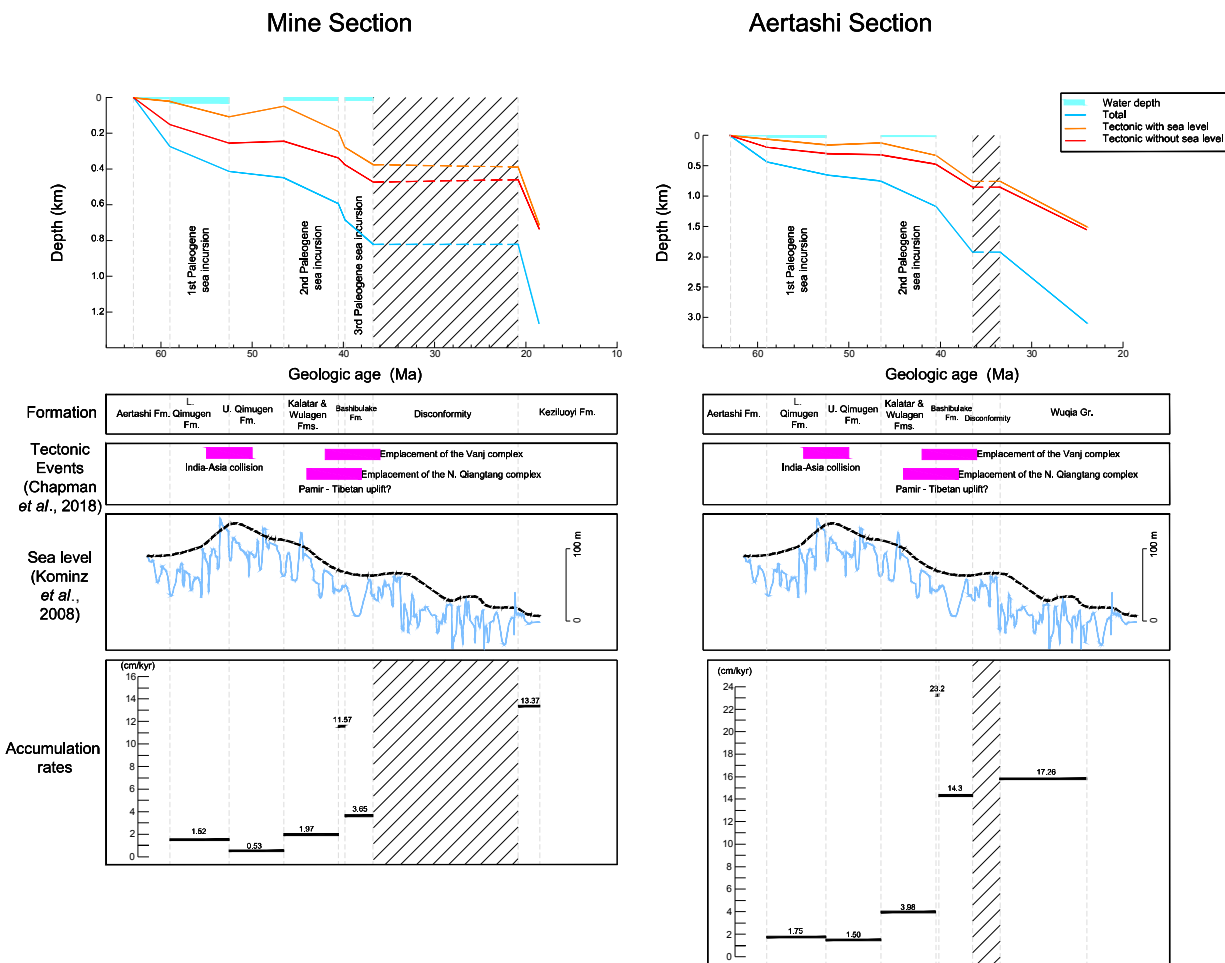 Mine Section
Aertashi Section
Water depth
Total
Tectonic with sea level
Tectonic without sea level
Depth (km)
0
0.2
0.4
0.6
0.8
1.0
1.2
1st Paleogene
sea incursion
2nd Paleogene
sea incursion
3rd Paleogene sea incursion
60
50
40
30
20
10
Geologic age (Ma)
Depth (km)
0
0.5
1.0
1.5
2.0
2.5
3.0
1st Paleogene
sea incursion
2nd Paleogene
sea incursion
60
50
40
30
20
Geologic age (Ma)
Formation
Aertashi Fm.
L.
Qimugen
Fm.
U. Qimugen
Fm.
Kalatar &
Wulagen
Fms.
Bashibulake
Fm.
Disconformity
Keziluoyi Fm.
Aertashi Fm.
L.
Qimugen
Fm.
U. Qimugen
Fm.
Kalatar &
Wulagen
Fms.
Bashibulake
Fm.
Disconformity
Wuqia Gr.
Tectonic
Events
(Chapman
et al., 2018)
India-Asia collision
Emplacement of the Vanj complex
Emplacement of the N. Qiangtang complex
Pamir - Tibetan uplift?
India-Asia collision
Emplacement of the Vanj complex
Emplacement of the N. Qiangtang complex
Pamir - Tibetan uplift?
Sea level
(Kominz
et al.,
2008)
100 m
0
100 m
0
Accumulation
rates
(cm/kyr)
16
14
12
10
8
6
4
2
0
1.52
0.53
1.97
11.57
3.65
13.37
(cm/kyr)
24
22
20
18
16
14
12
10
8
6
4
2
0
1.75
1.50
3.98
23.2
14.3
17.26